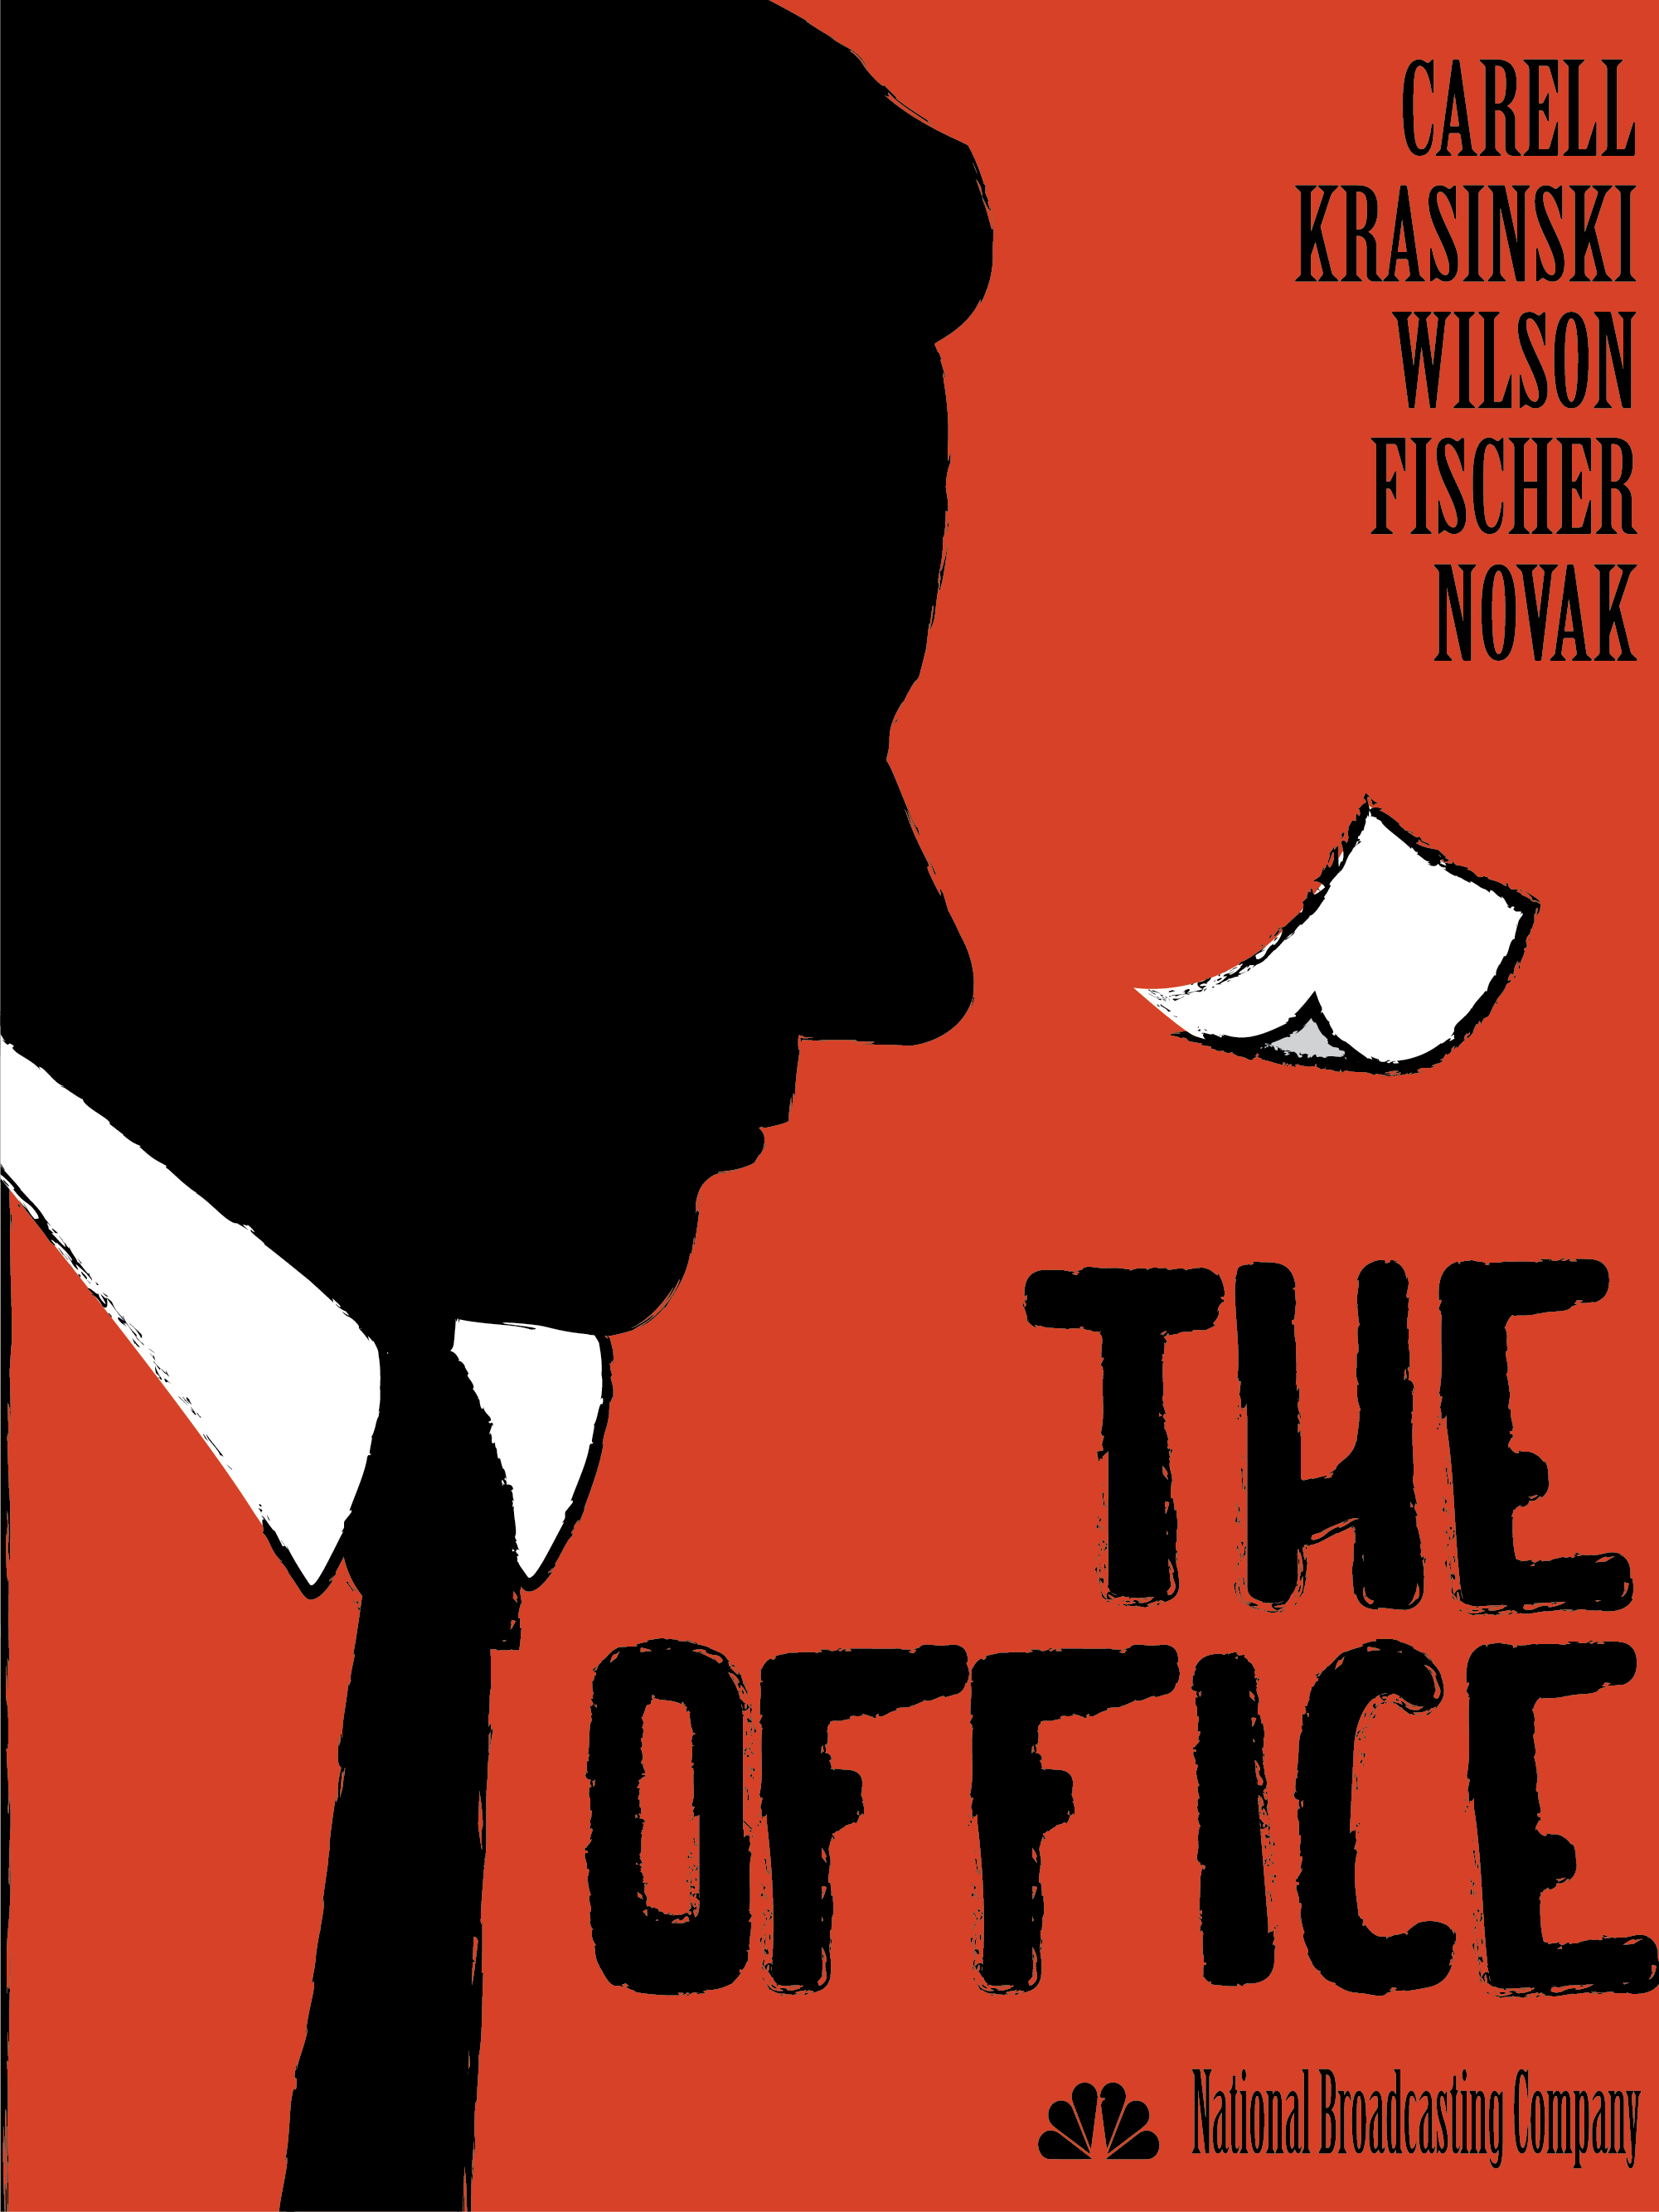 CARELL
KRASINSKI
WILSON
FISCHER
NOVAK
THE
OFFICE
National Broadcasting Company